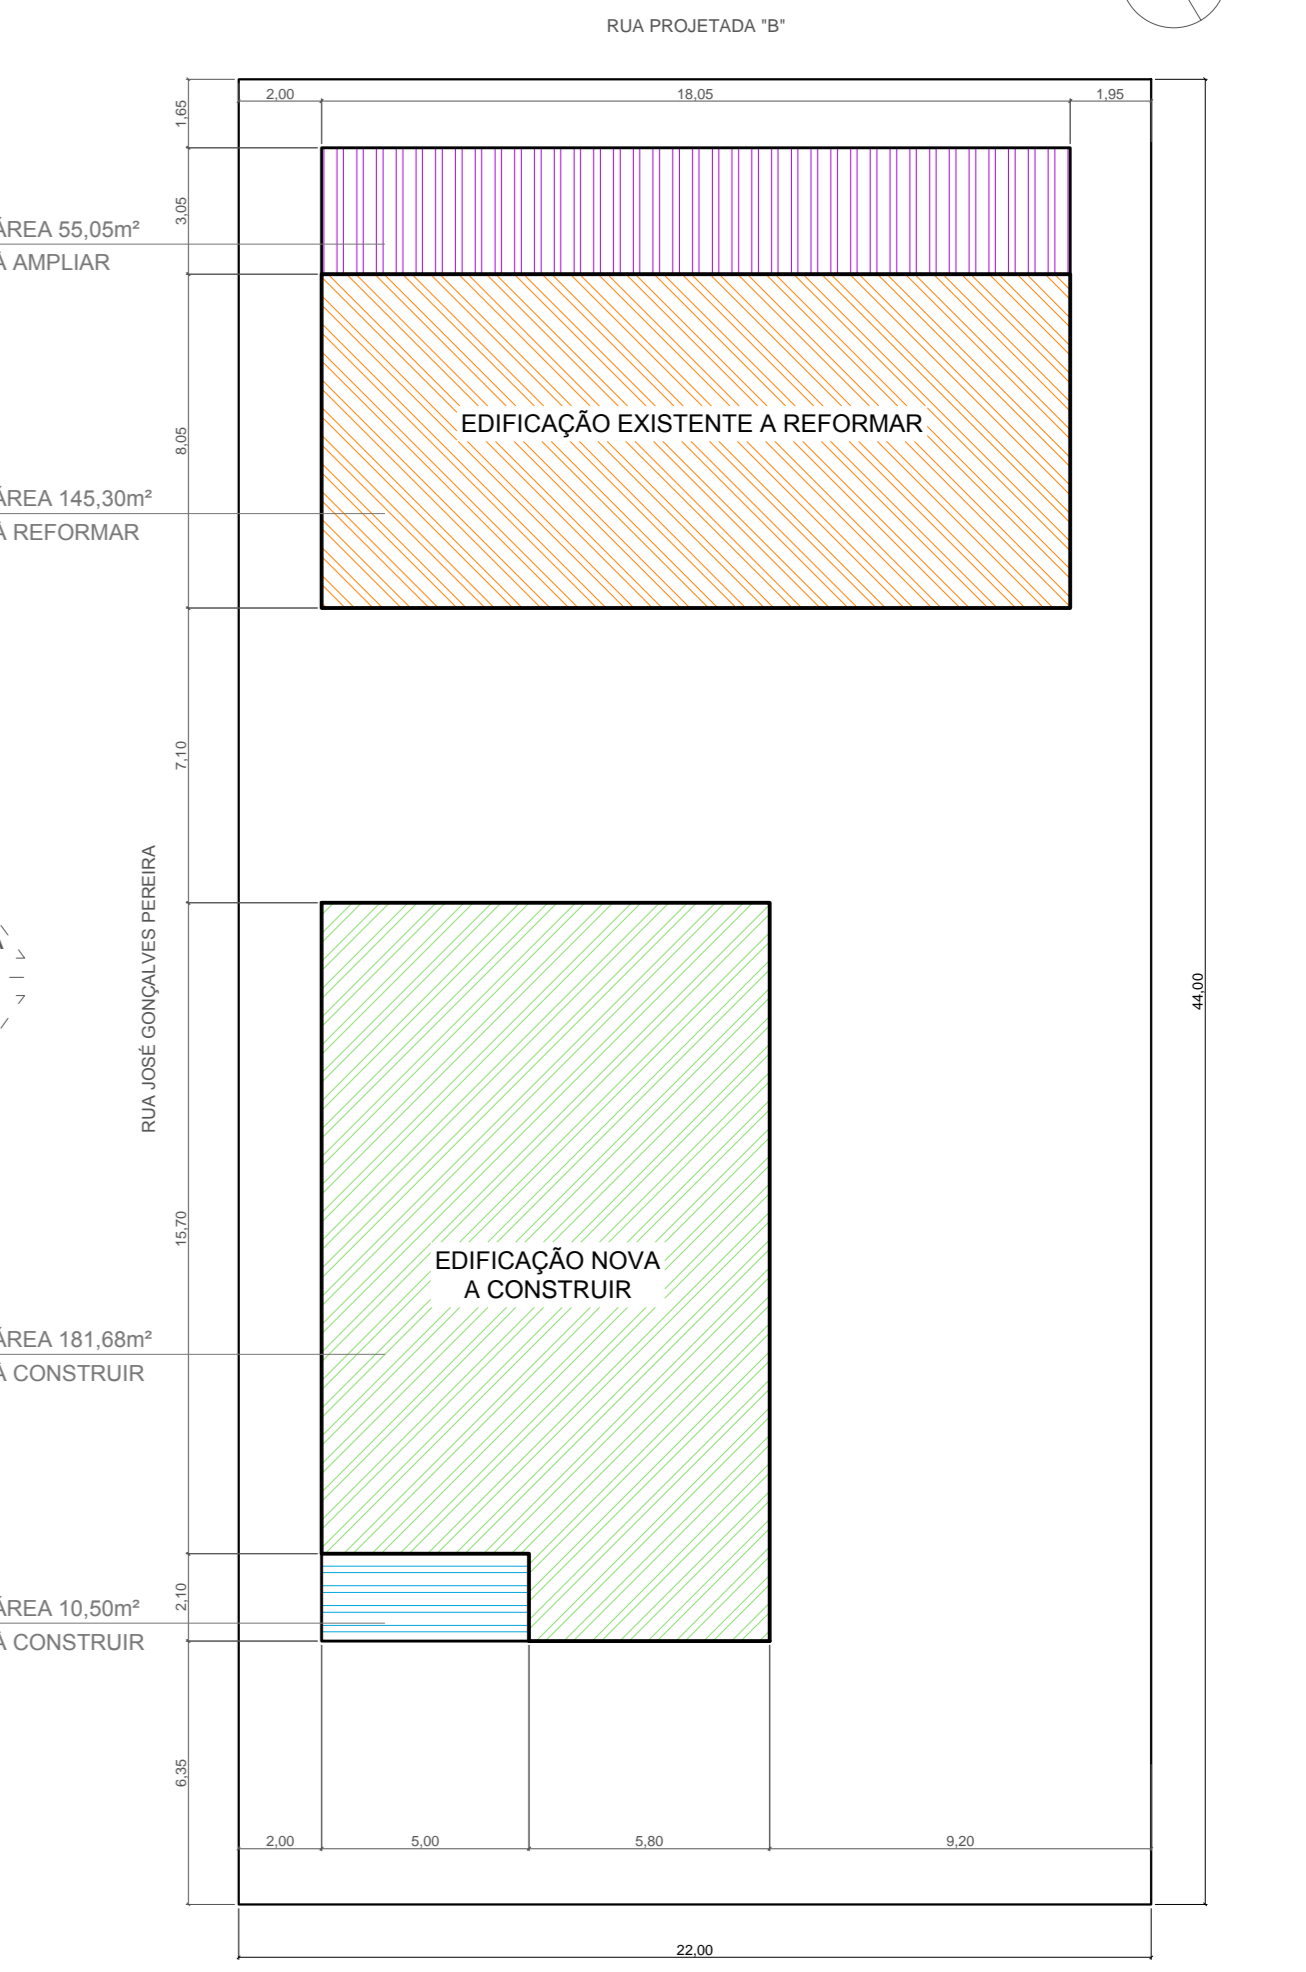 RUA PROJETADA "B"
2,00
18,05
1,95
1,65
3,05
ÁREA 55,05m²
À AMPLIAR
EDIFICAÇÃO EXISTENTE A REFORMAR
8,05
ÁREA 145,30m²
À REFORMAR
7,10
RUA JOSÉ GONÇALVES PEREIRA
44,00
15,70
EDIFICAÇÃO NOVA
A CONSTRUIR
ÁREA 181,68m²
À CONSTRUIR
2,10
ÁREA 10,50m²
À CONSTRUIR
6,35
2,00
5,00
5,80
9,20
22,00